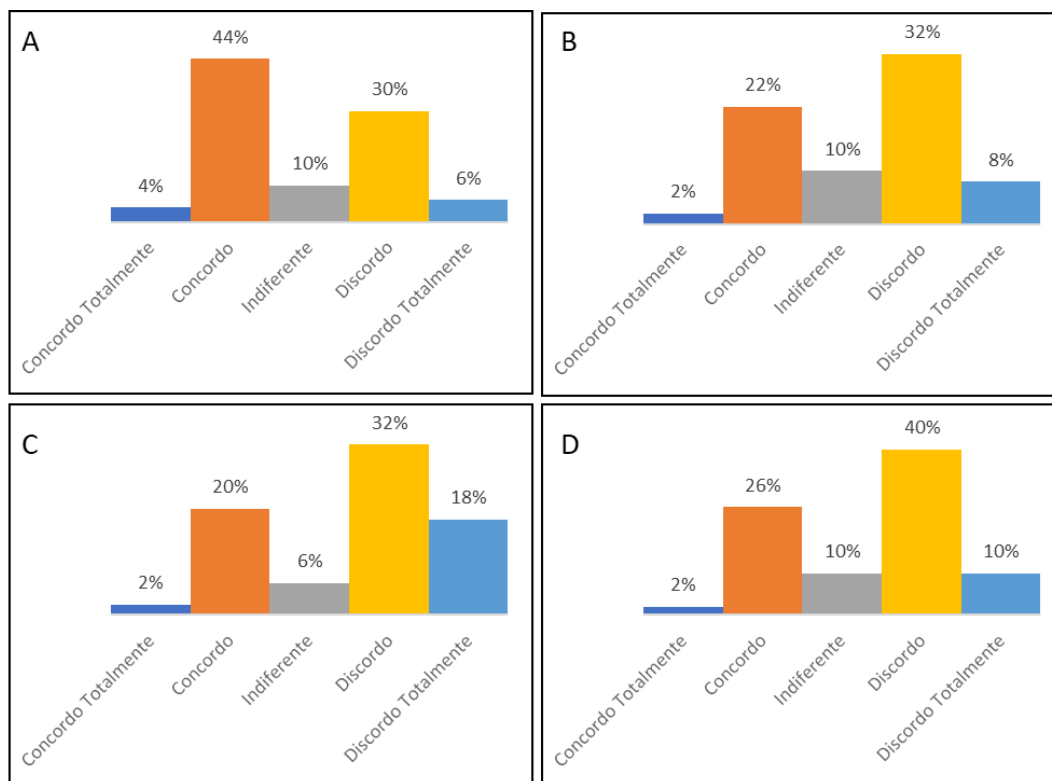 A
44%
30%
10%
4%
6%
Concordo Totalmente
Concordo
Indiferente
Discordo
Discordo Totalmente
B
32%
22%
10%
8%
2%
Concordo Totalmente
Concordo
Indiferente
Discordo
Discordo Totalmente
C
32%
20%
18%
6%
2%
Concordo Totalmente
Concordo
Indiferente
Discordo
Discordo Totalmente
D
40%
26%
10%
10%
2%
Concordo Totalmente
Concordo
Indiferente
Discordo
Discordo Totalmente